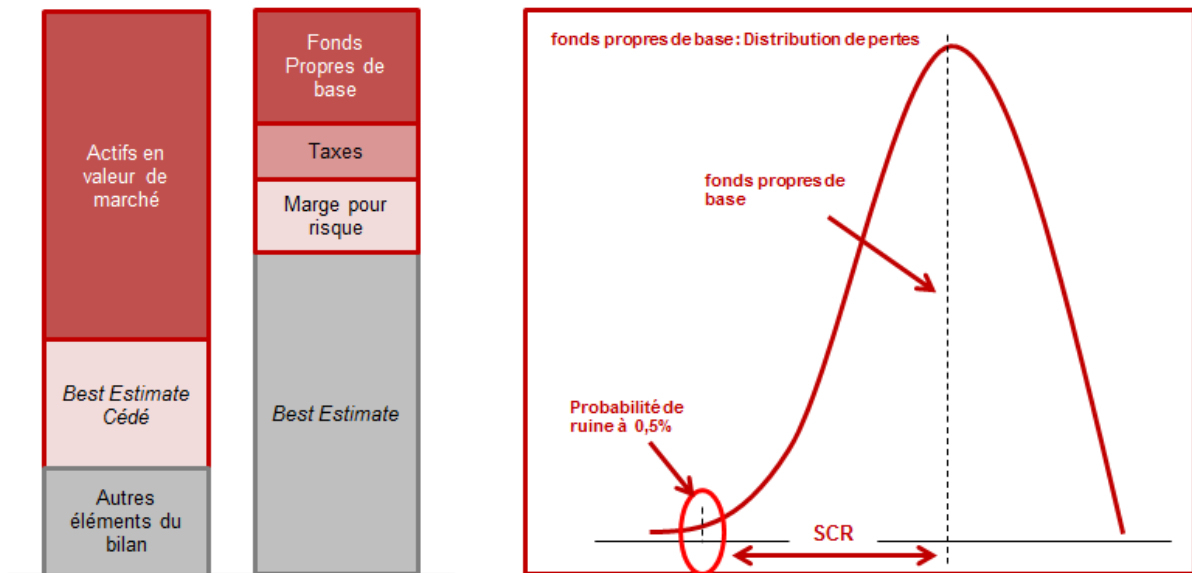 Actifs en
valeur de
marché
Best Estimate
Cédé
Autres
éléments du
bilan
Fonds
Propres de
base
Taxes
Marge pour
risque
Best Estimate
fonds propres de base: Distribution de pertes
fonds propres de
base
Probabilité de
ruine à 0,5%
SCR